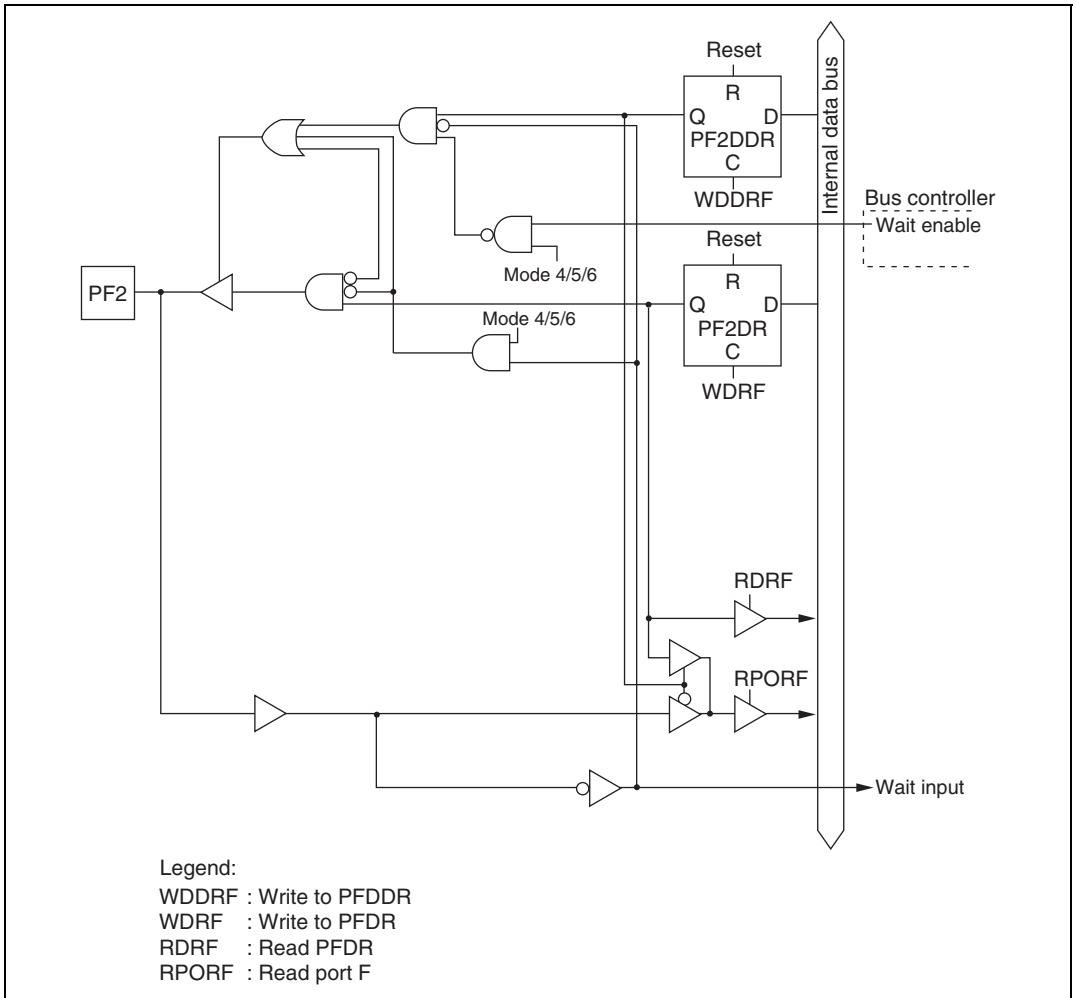 Reset
R
Q D
PF2DDR
C
WDDRF
Internal data bus
Bus controller
Wait enable
Mode 4/5/6
Reset
R
Q D
PF2DR
C
WDRF
PF2
Mode 4/5/6
RDRF
RPORF
Wait input
Legend:
WDDRF : Write to PFDDR
WDRF : Write to PFDR
RDRF : Read PFDR
RPORF : Read port F